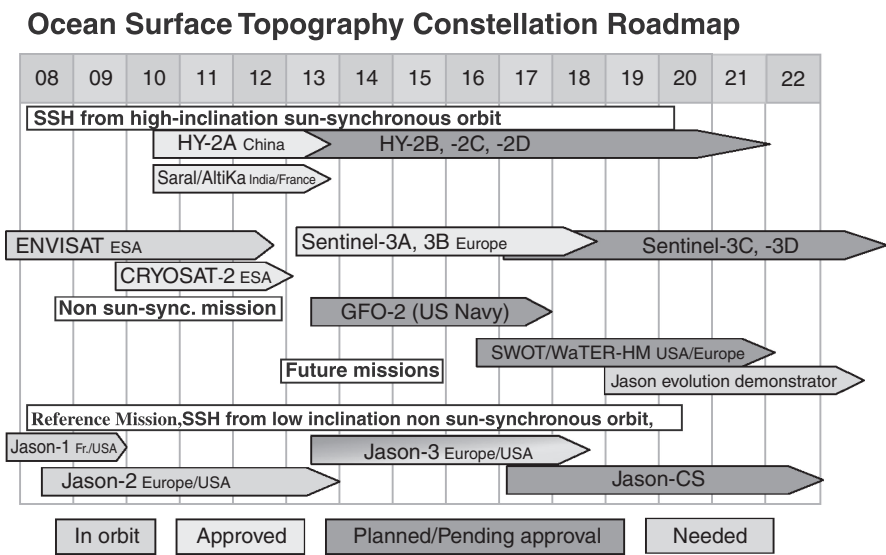 Ocean Surface Topography Constellation Roadmap
08 09 10 11 12 13 14 15 16 17 18 19 20 21 22
SSH from high-inclination sun-synchronous orbit
HY-2A China HY-2B, -2C, -2D
Saral/AltiKa India/France
ENVISAT ESA Sentinel-3A, 3B Europe Sentinel-3C, -3D
CRYOSAT-2 ESA
Non sun-sync. mission GFO-2 (US Navy)
SWOT/WaTER-HM USA/Europe
Future missions Jason evolution demonstrator
Reference Mission,SSH from low inclination non sun-synchronous orbit,
Jason-1 Fr./USA Jason-3 Europe/USA
Jason-2 Europe/USA Jason-CS
In orbit Approved Planned/Pending approval Needed